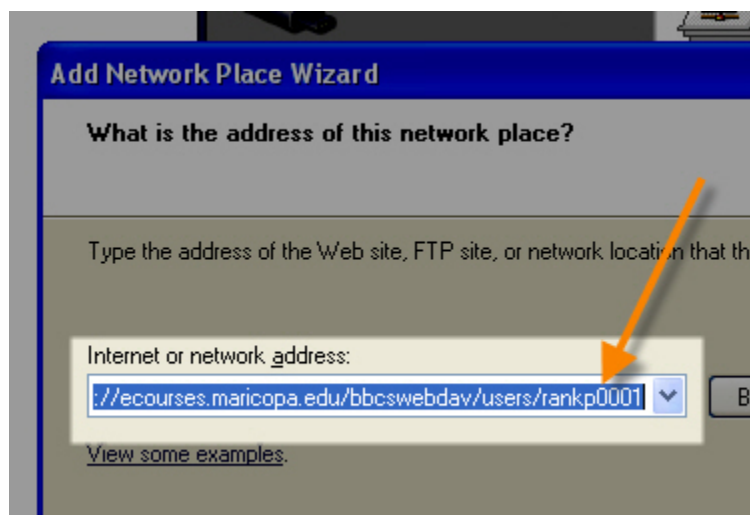 Add Network Place Wizard
What is the address of this network place?
Type the address of the Web site, FTP site, or network location that th
Internet or network address:
://ecourses.maricopa.edu/bbcswebdav/users/rankp0001
B
View some examples.